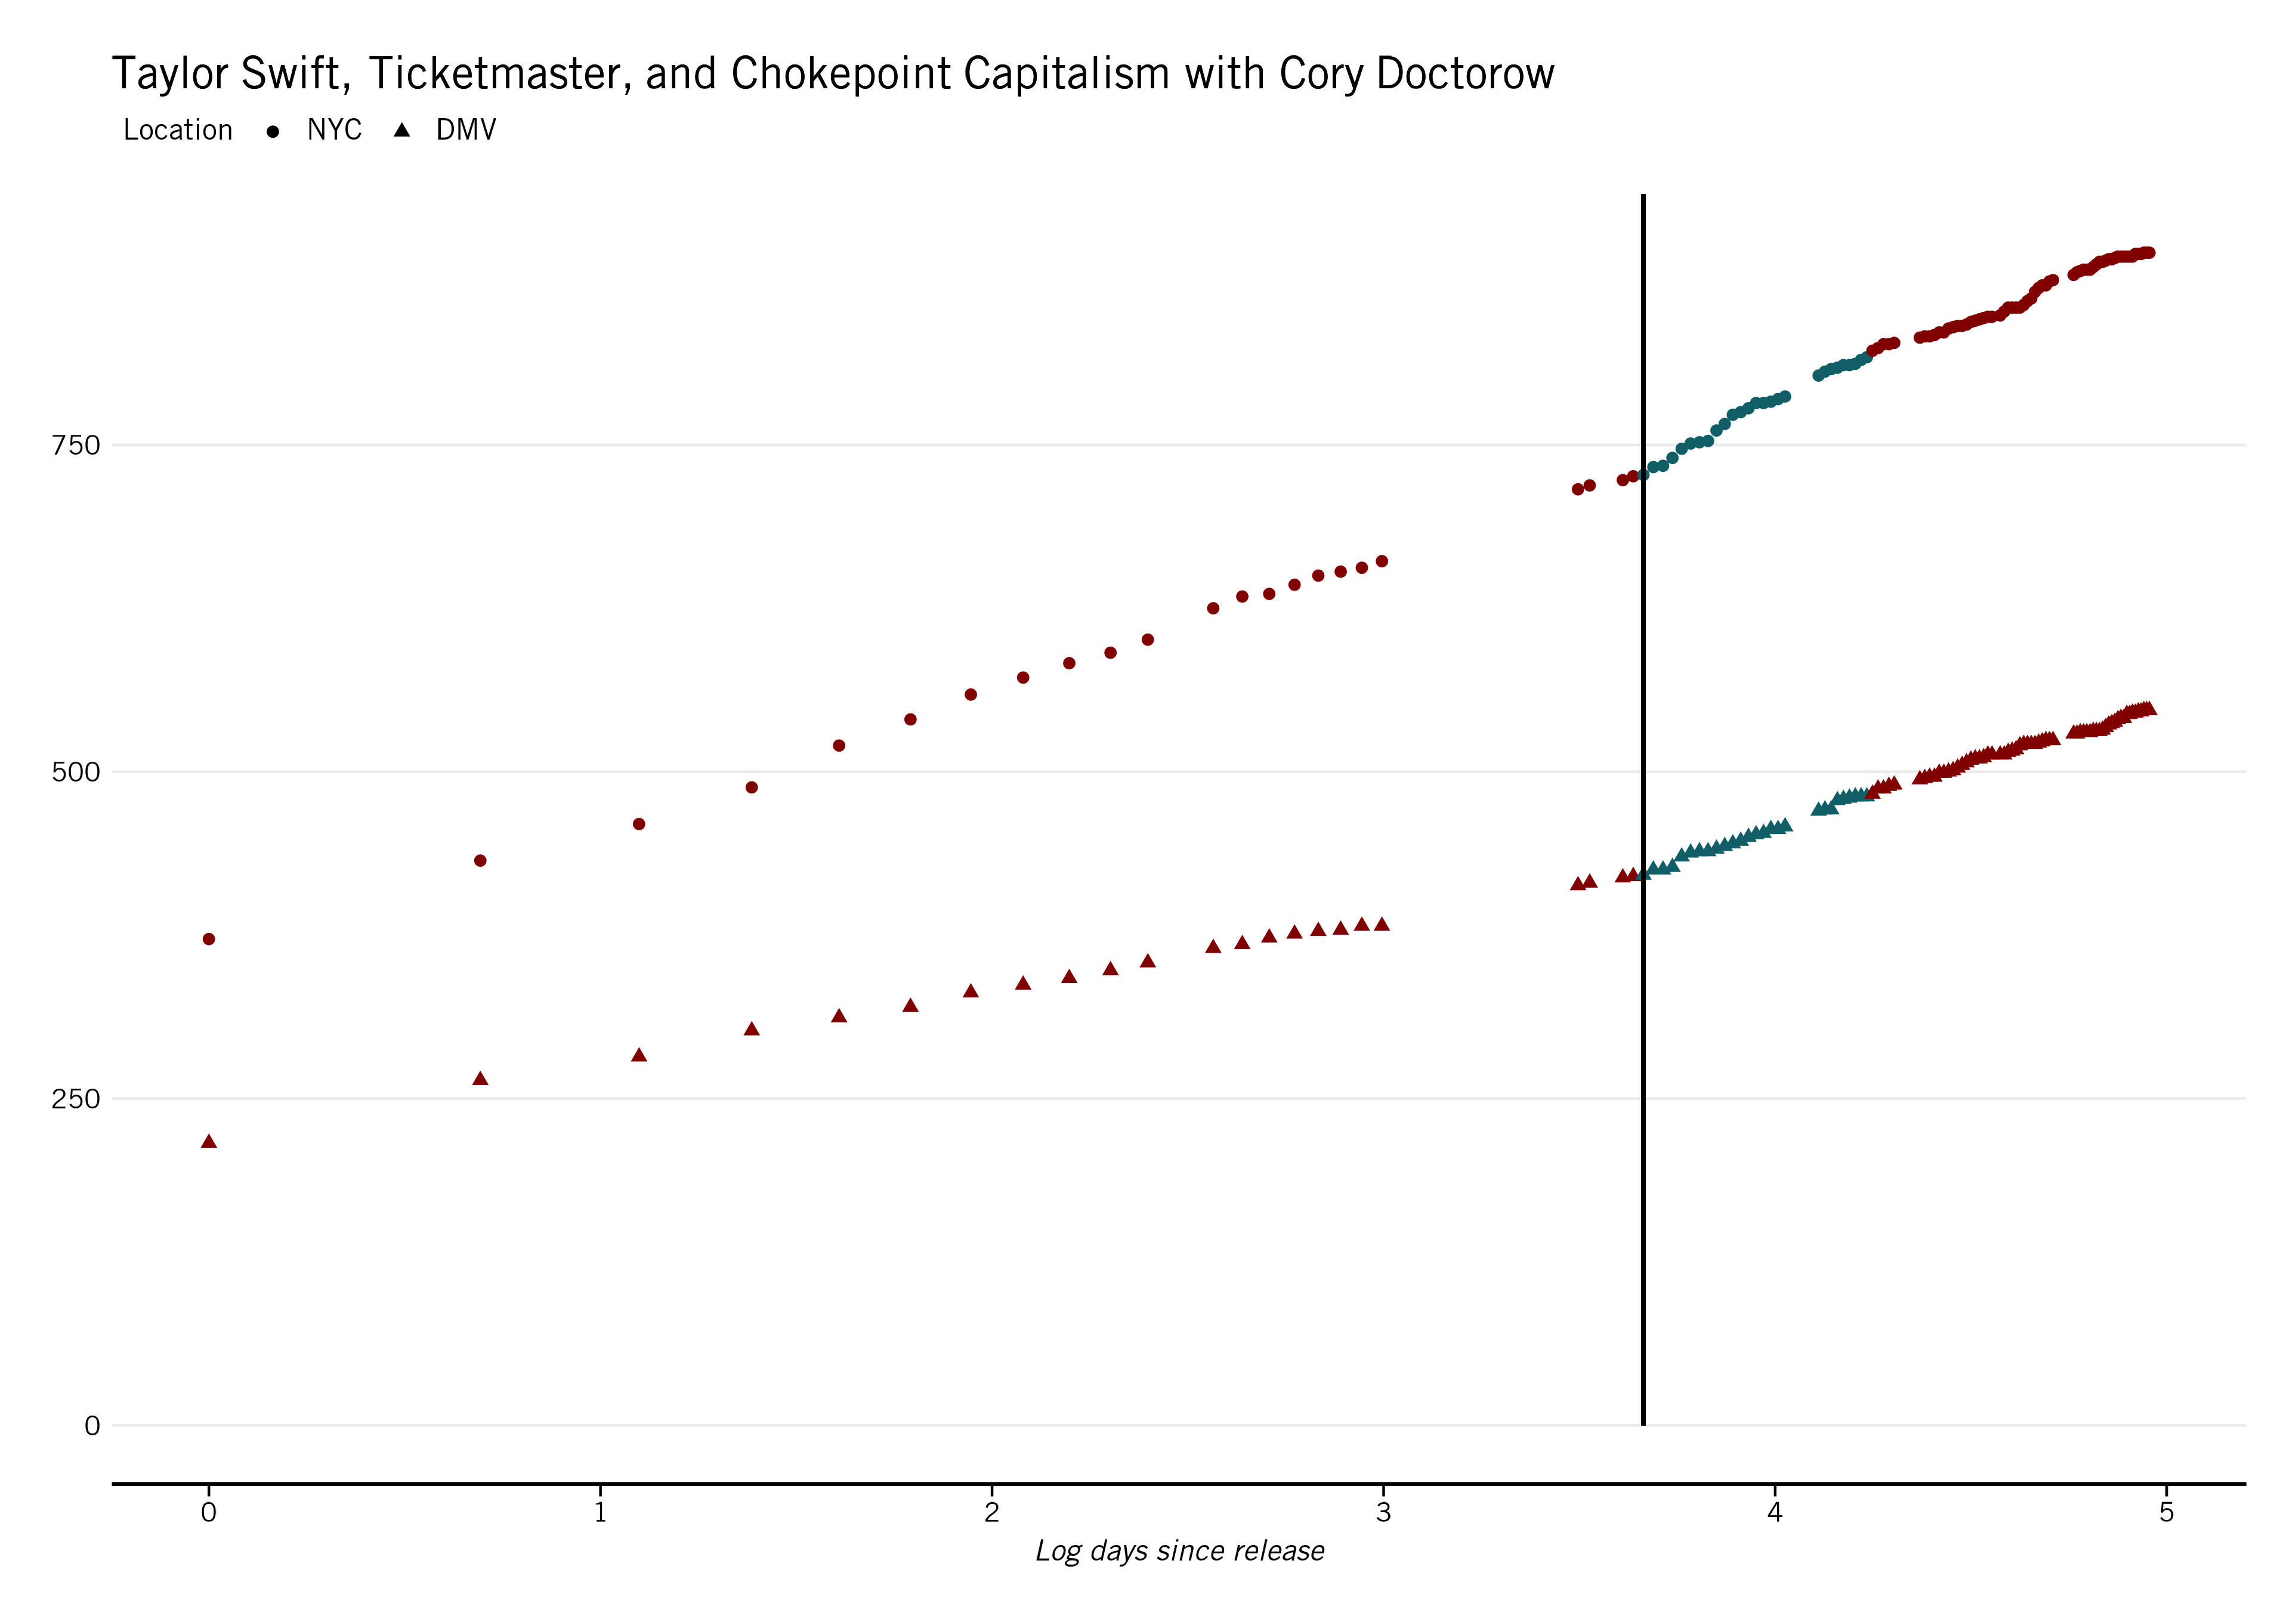 Taylor Swift, Ticketmaster, and Chokepoint Capitalism with Cory Doctorow
Location NYC DMV
750
500
250
0
0 1 2 3 4 5
Log days since release